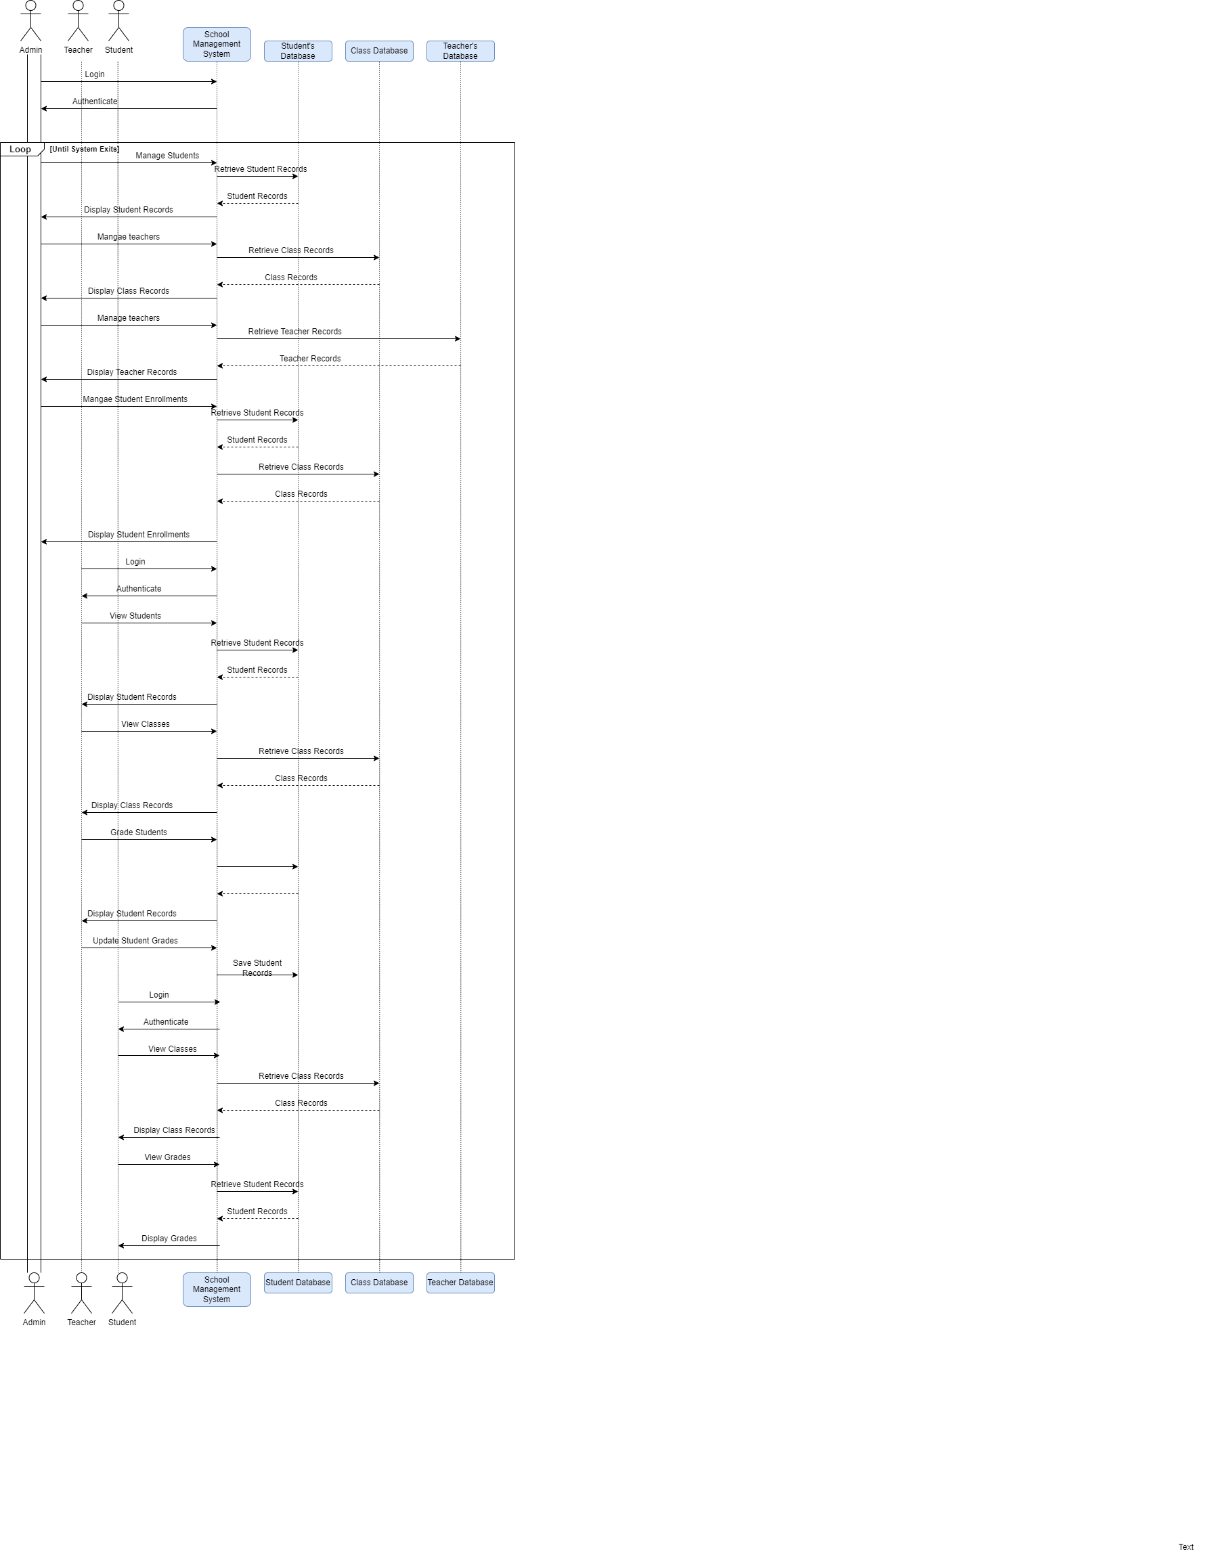 Admin
Teacher
Student
School
Management
System
Student's
Database
Class Database
Teacher's
Database
Login
Authenticate
Loop
[Until System Exits]
Manage Students
Retrieve Student Records
Student Records
Display Student Records
Mangae teachers
Retrieve Class Records
Class Records
Display Class Records
Manage teachers
Retrieve Teacher Records
Teacher Records
Display Teacher Records
Mangae Student Enrollments
Retrieve Student Records
Student Records
Retrieve Class Records
Class Records
Display Student Enrollments
Login
Authenticate
View Students
Retrieve Student Records
Student Records
Display Student Records
View Classes
Retrieve Class Records
Class Records
Display Class Records
Grade Students
Display Student Records
Update Student Grades
Save Student
Records
Login
Authenticate
View Classes
Retrieve Class Records
Class Records
Display Class Records
View Grades
Retrieve Student Records
Student Records
Display Grades
Admin
Teacher
Student
School
Management
System
Student Database
Class Database
Teacher Database
Text